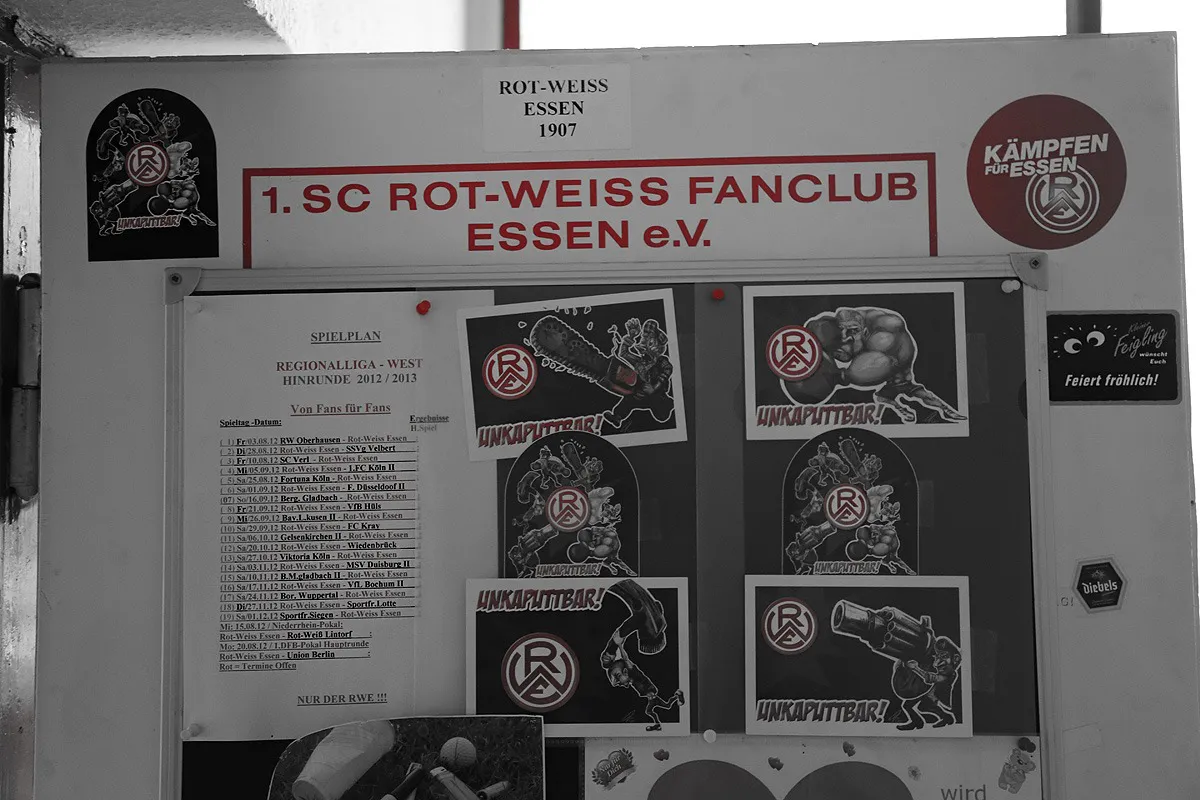 ROT-WEISS
ESSEN
1907
UNKAPUTTBAR!
1. SC ROT-WEISS FANCLUB
ESSEN e.V.
KÄMPFEN
FÜR ESSEN
RWE
SPIELPLAN
REGIONALLIGA - WEST
HINRUNDE 2012 / 2013
Von Fans für Fans
Spieltag -Datum: Ergebnisse
H.Spiel
( 1) Fr/03.08.12 RW Oberhausen - Rot-Weiss Essen
( 2) Di/28.08.12 Rot-Weiss Essen - SSVg Velbert
( 3) Fr/10.08.12 SC Verl - Rot-Weiss Essen
( 4) Mi/05.09.12 Rot-Weiss Essen - 1.FC Köln II
( 5) Sa/25.08.12 Fortuna Köln - Rot-Weiss Essen
( 6) Sa/01.09.12 Rot-Weiss Essen - F. Düsseldoof II
(07) So/16.09.12 Berg. Gladbach - Rot-Weiss Essen
( 8) Fr/21.09.12 Rot-Weiss Essen - VfB Hüls
( 9) Mi/26.09.12 Bay.L.kusen II - Rot-Weiss Essen
(10) Sa/29.09.12 Rot-Weiss Essen - FC Kray
(11) Sa/06.10.12 Gelsenkirchen II - Rot-Weiss Essen
(12) Sa/20.10.12 Rot-Weiss Essen - Wiedenbrück
(13) Sa/27.10.12 Viktoria Köln - Rot-Weiss Essen
(14) Sa/03.11.12 Rot-Weiss Essen - MSV Duisburg II
(15) Sa/10.11.12 B.M.gladbach II - Rot-Weiss Essen
(16) Sa/17.11.12 Rot-Weiss Essen - VfL Bochum II
(17) Sa/24.11.12 Bor. Wuppertal - Rot-Weiss Essen
(18) Di/27.11.12 Rot-Weiss Essen - Sportfr.Lotte
(19) Sa/01.12.12 Sportfr.Siegen - Rot-Weiss Essen
Mi: 15.08.12 / Niederrhein-Pokal:
Rot-Weiss Essen - Rot-Weiß Lintorf :
Mo: 20.08.12 / 1.DFB-Pokal Hauptrunde
Rot-Weiss Essen - Union Berlin :
Rot = Termine Offen
NUR DER RWE !!!
RWE
UNKAPUTTBAR!
RWE
UNKAPUTTBAR!
RWE
UNKAPUTTBAR!
RWE
UNKAPUTTBAR!
UNKAPUTTBAR!
RWE
RWE
UNKAPUTTBAR!
Kleiner
Feigling
wünscht
Euch
Feiert fröhlich!
Diebels
Nur für
Dich
wird